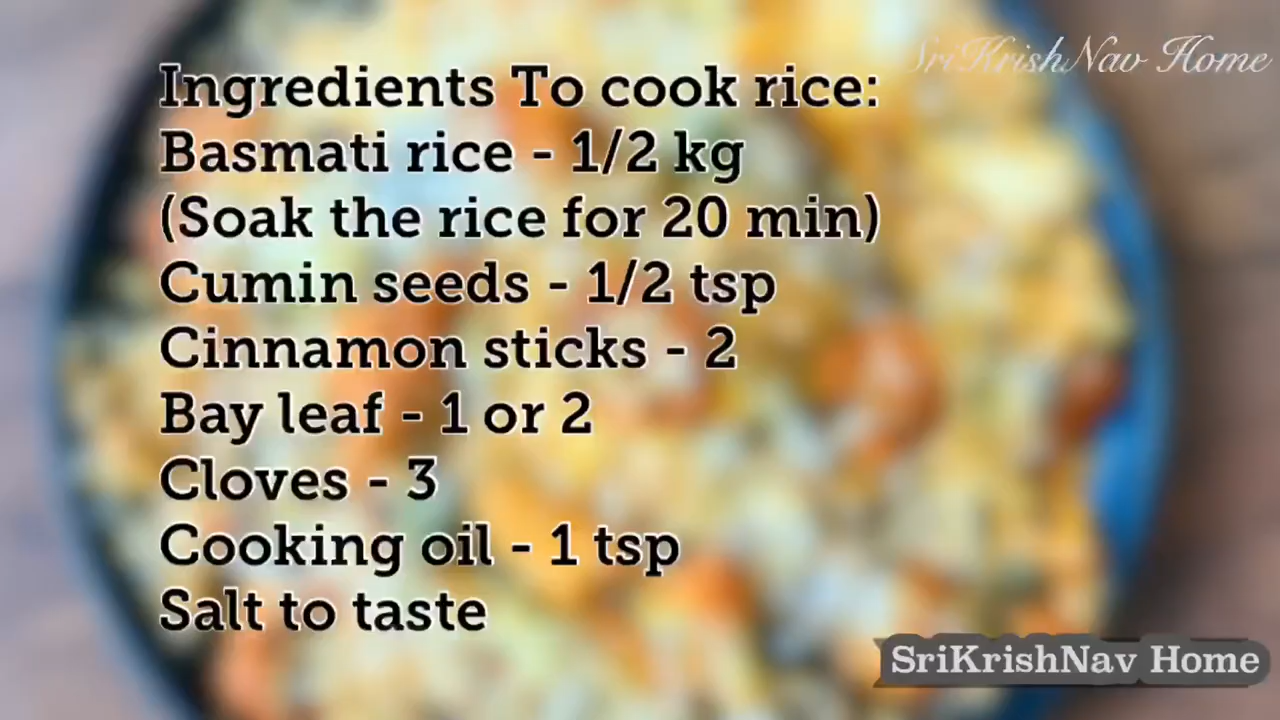 SriKrishNav Home
Ingredients To cook rice:
Basmati rice - 1/2 kg
(Soak the rice for 20 min)
Cumin seeds - 1/2 tsp
Cinnamon sticks - 2
Bay leaf - 1 or 2
Cloves - 3
Cooking oil - 1 tsp
Salt to taste
SriKrishNav Home